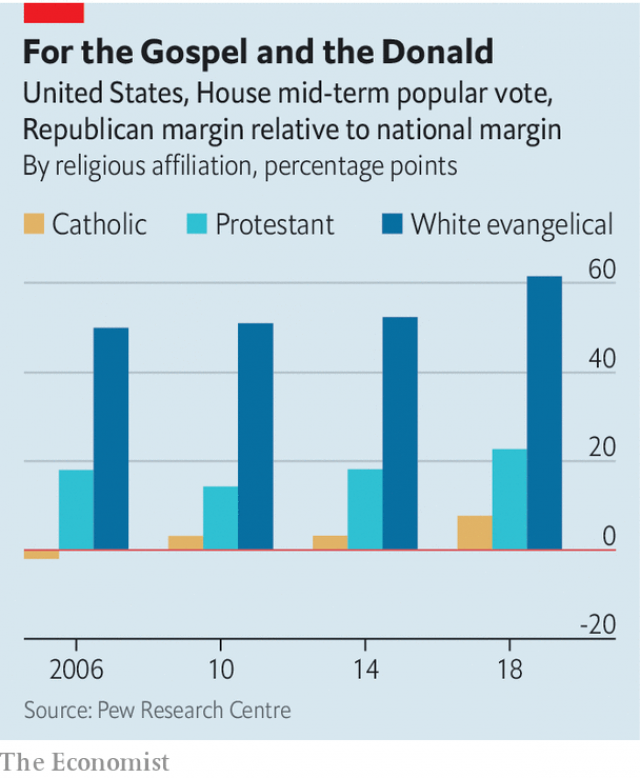 For the Gospel and the Donald
United States, House mid-term popular vote,
Republican margin relative to national margin
By religious affiliation, percentage points
Catholic Protestant White evangelical
60
40
20
0
-20
2006 10 14 18
Source: Pew Research Centre
The Economist